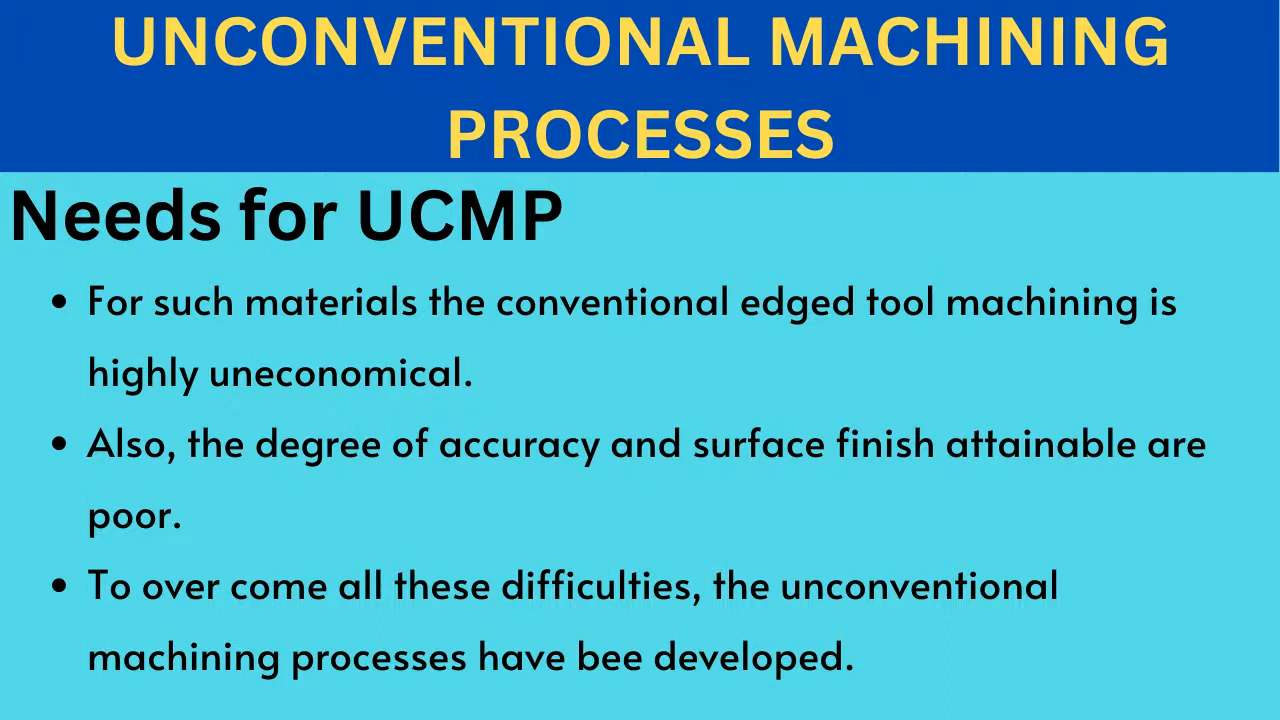 UNCONVENTIONAL MACHINING
PROCESSES
Needs for UCMP
• For such materials the conventional edged tool machining is
highly uneconomical.
• Also, the degree of accuracy and surface finish attainable are
poor.
• To over come all these difficulties, the unconventional
machining processes have bee developed.